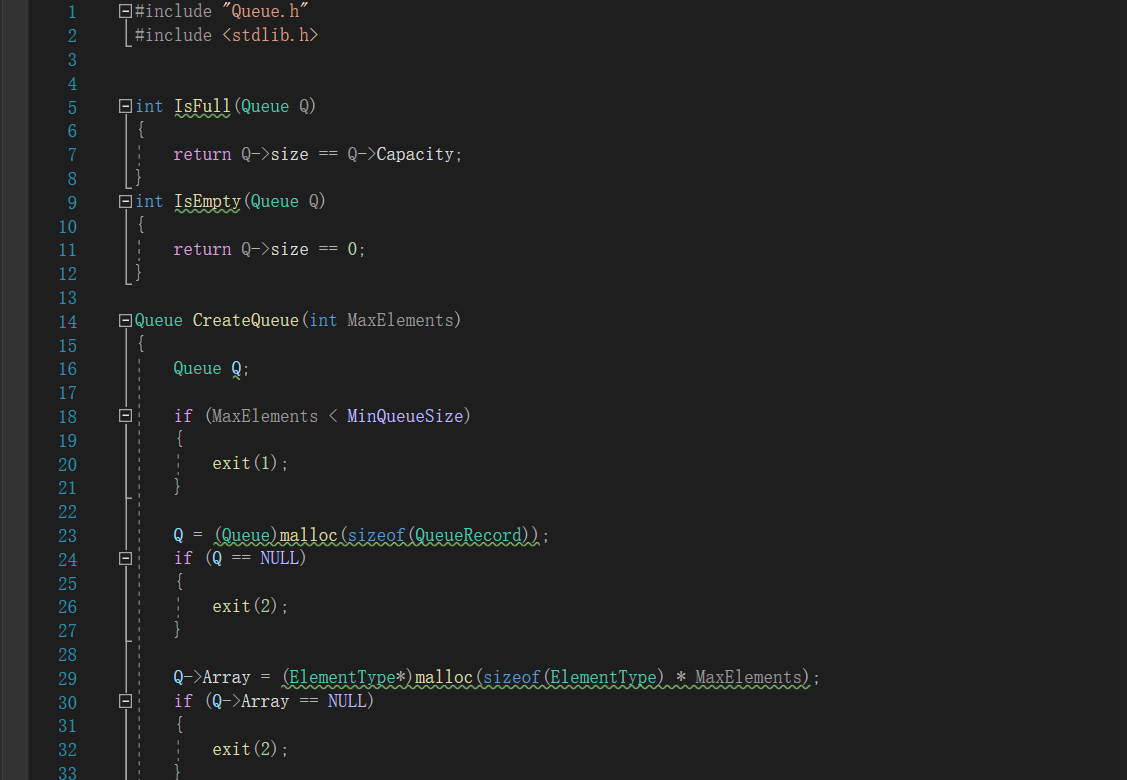 1 #include "Queue.h"
2 #include <stdlib.h>
3
4
5 int IsFull(Queue Q)
6 {
7     return Q->size == Q->Capacity;
8 }
9 int IsEmpty(Queue Q)
10 {
11     return Q->size == 0;
12 }
13
14 Queue CreateQueue(int MaxElements)
15 {
16     Queue Q;
17
18     if (MaxElements < MinQueueSize)
19     {
20         exit(1);
21     }
22
23     Q = (Queue)malloc(sizeof(QueueRecord));
24     if (Q == NULL)
25     {
26         exit(2);
27     }
28
29     Q->Array = (ElementType*)malloc(sizeof(ElementType) * MaxElements);
30     if (Q->Array == NULL)
31     {
32         exit(2);
33     }